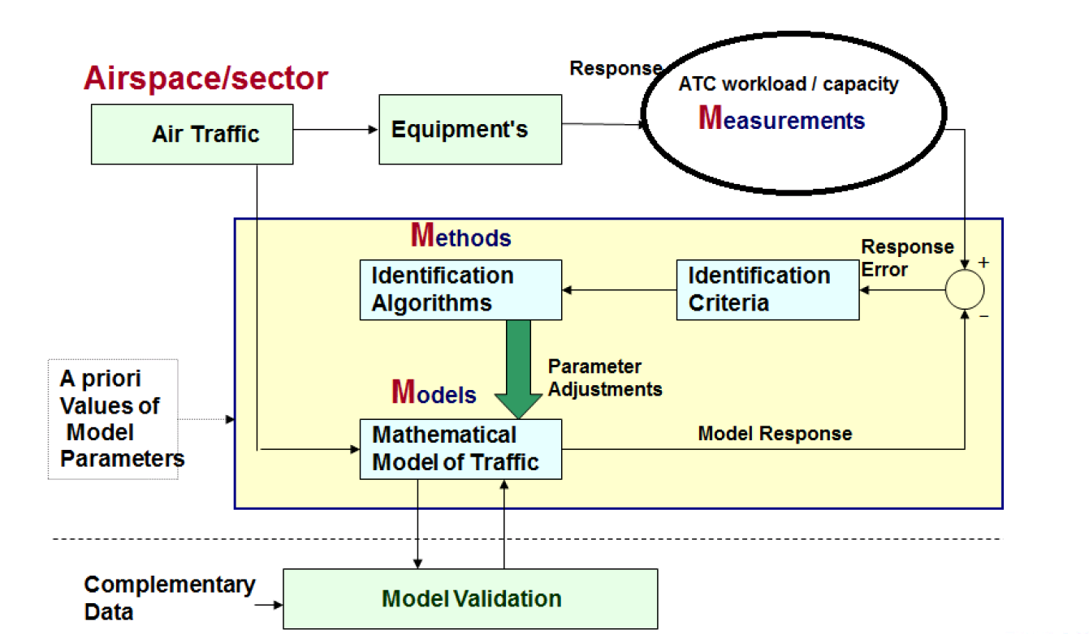 Airspace/sector
Air Traffic
Equipment's
Response
ATC workload / capacity
Measurements
Methods
Identification
Algorithms
Identification
Criteria
Response
Error
+
−
Parameter
Adjustments
A priori
Values of
Model
Parameters
Models
Mathematical
Model of Traffic
Model Response
Complementary
Data
Model Validation